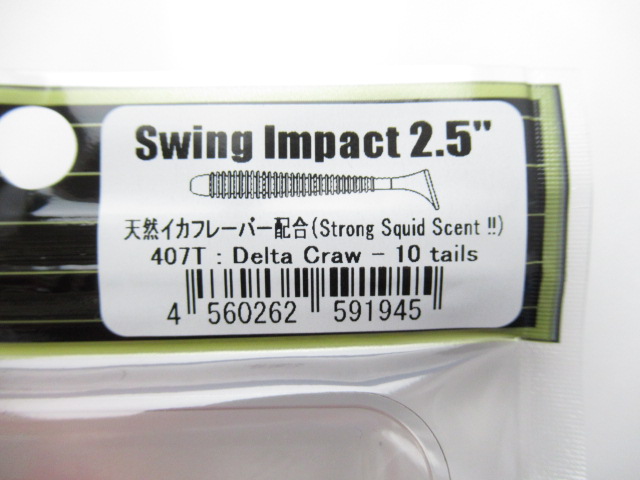 Swing Impact 2.5"
天然イカフレーバー配合(Strong Squid Scent !!)
407T : Delta Craw - 10 tails
4 560262 591945